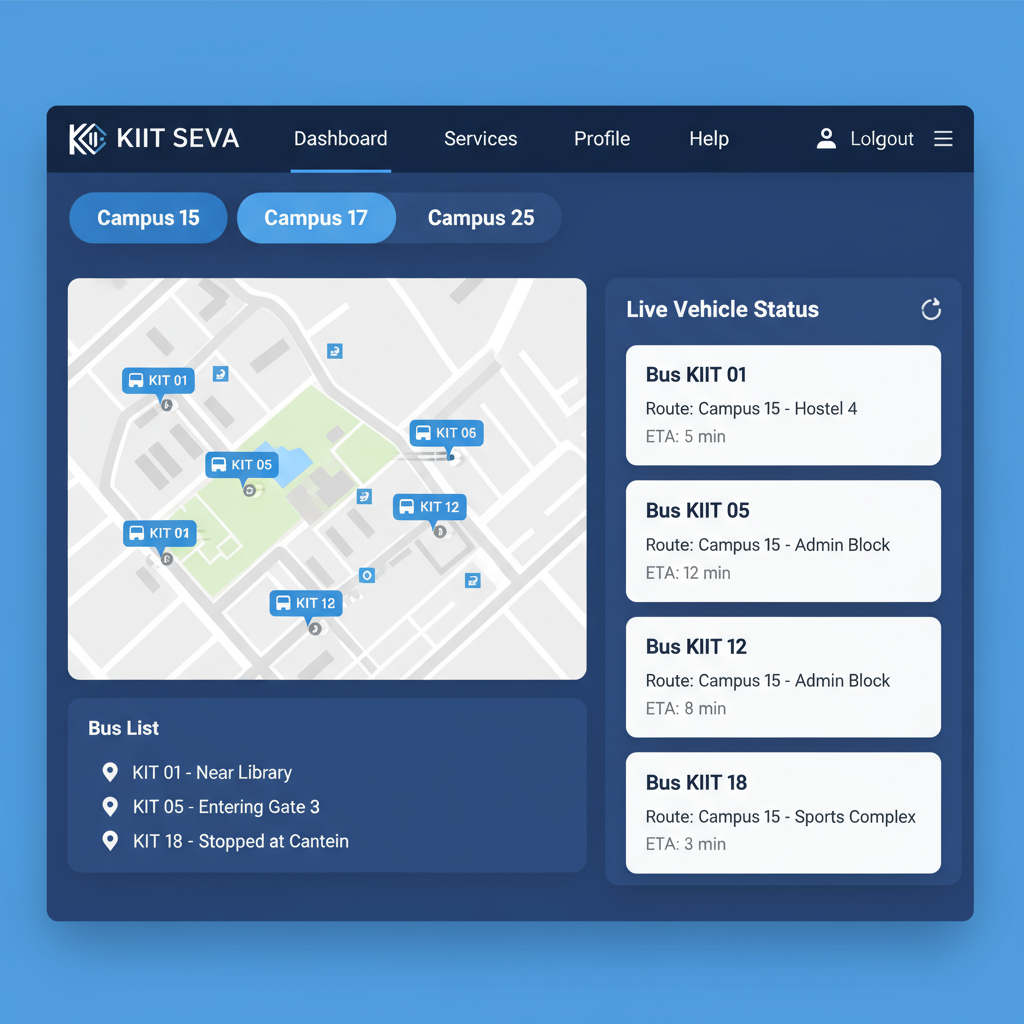 KIIT SEVA
Dashboard
Services
Profile
Help
Lolgout
Campus 15
Campus 17
Campus 25
KIT 01
KIT 06
KIT 05
KIT 12
KIT 01
KIT 12
Bus List
KIT 01 - Near Library
KIT 05 - Entering Gate 3
KIT 18 - Stopped at Cantein
Live Vehicle Status
Bus KIIT 01
Route: Campus 15 - Hostel 4
ETA: 5 min
Bus KIIT 05
Route: Campus 15 - Admin Block
ETA: 12 min
Bus KIIT 12
Route: Campus 15 - Admin Block
ETA: 8 min
Bus KIIT 18
Route: Campus 15 - Sports Complex
ETA: 3 min